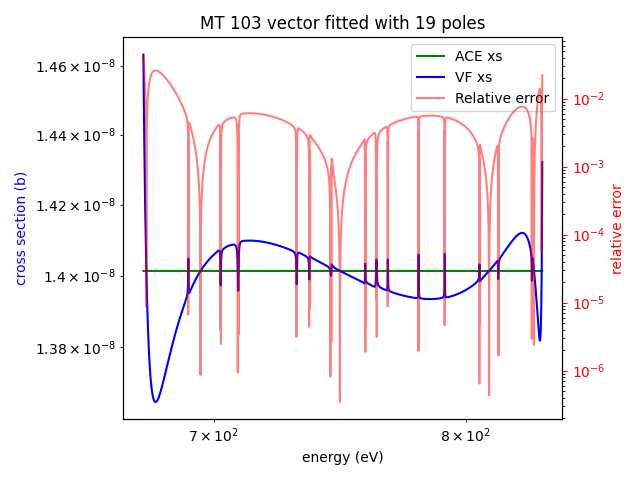 MT 103 vector fitted with 19 poles
ACE xs
VF xs
Relative error
1.46 × 10⁻⁸
1.44 × 10⁻⁸
1.42 × 10⁻⁸
1.4 × 10⁻⁸
1.38 × 10⁻⁸
cross section (b)
10⁻²
10⁻³
10⁻⁴
10⁻⁵
10⁻⁶
relative error
7 × 10²
8 × 10²
energy (eV)